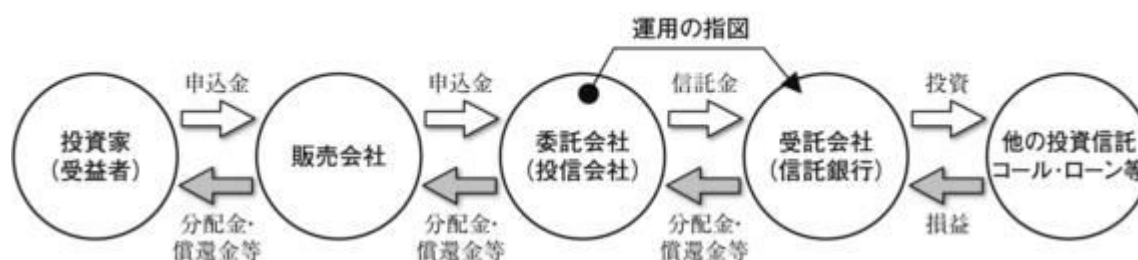 運用の指図
申込金
申込金
信託金
投資
投資家
(受益者)
販売会社
委託会社
(投信会社)
受託会社
(信託銀行)
他の投資信託
コール・ローン等
分配金・
償還金等
分配金・
償還金等
分配金・
償還金等
損益